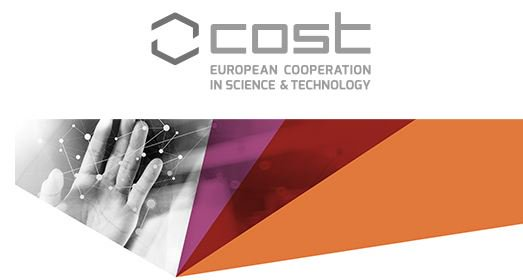 cost
EUROPEAN COOPERATION
IN SCIENCE & TECHNOLOGY